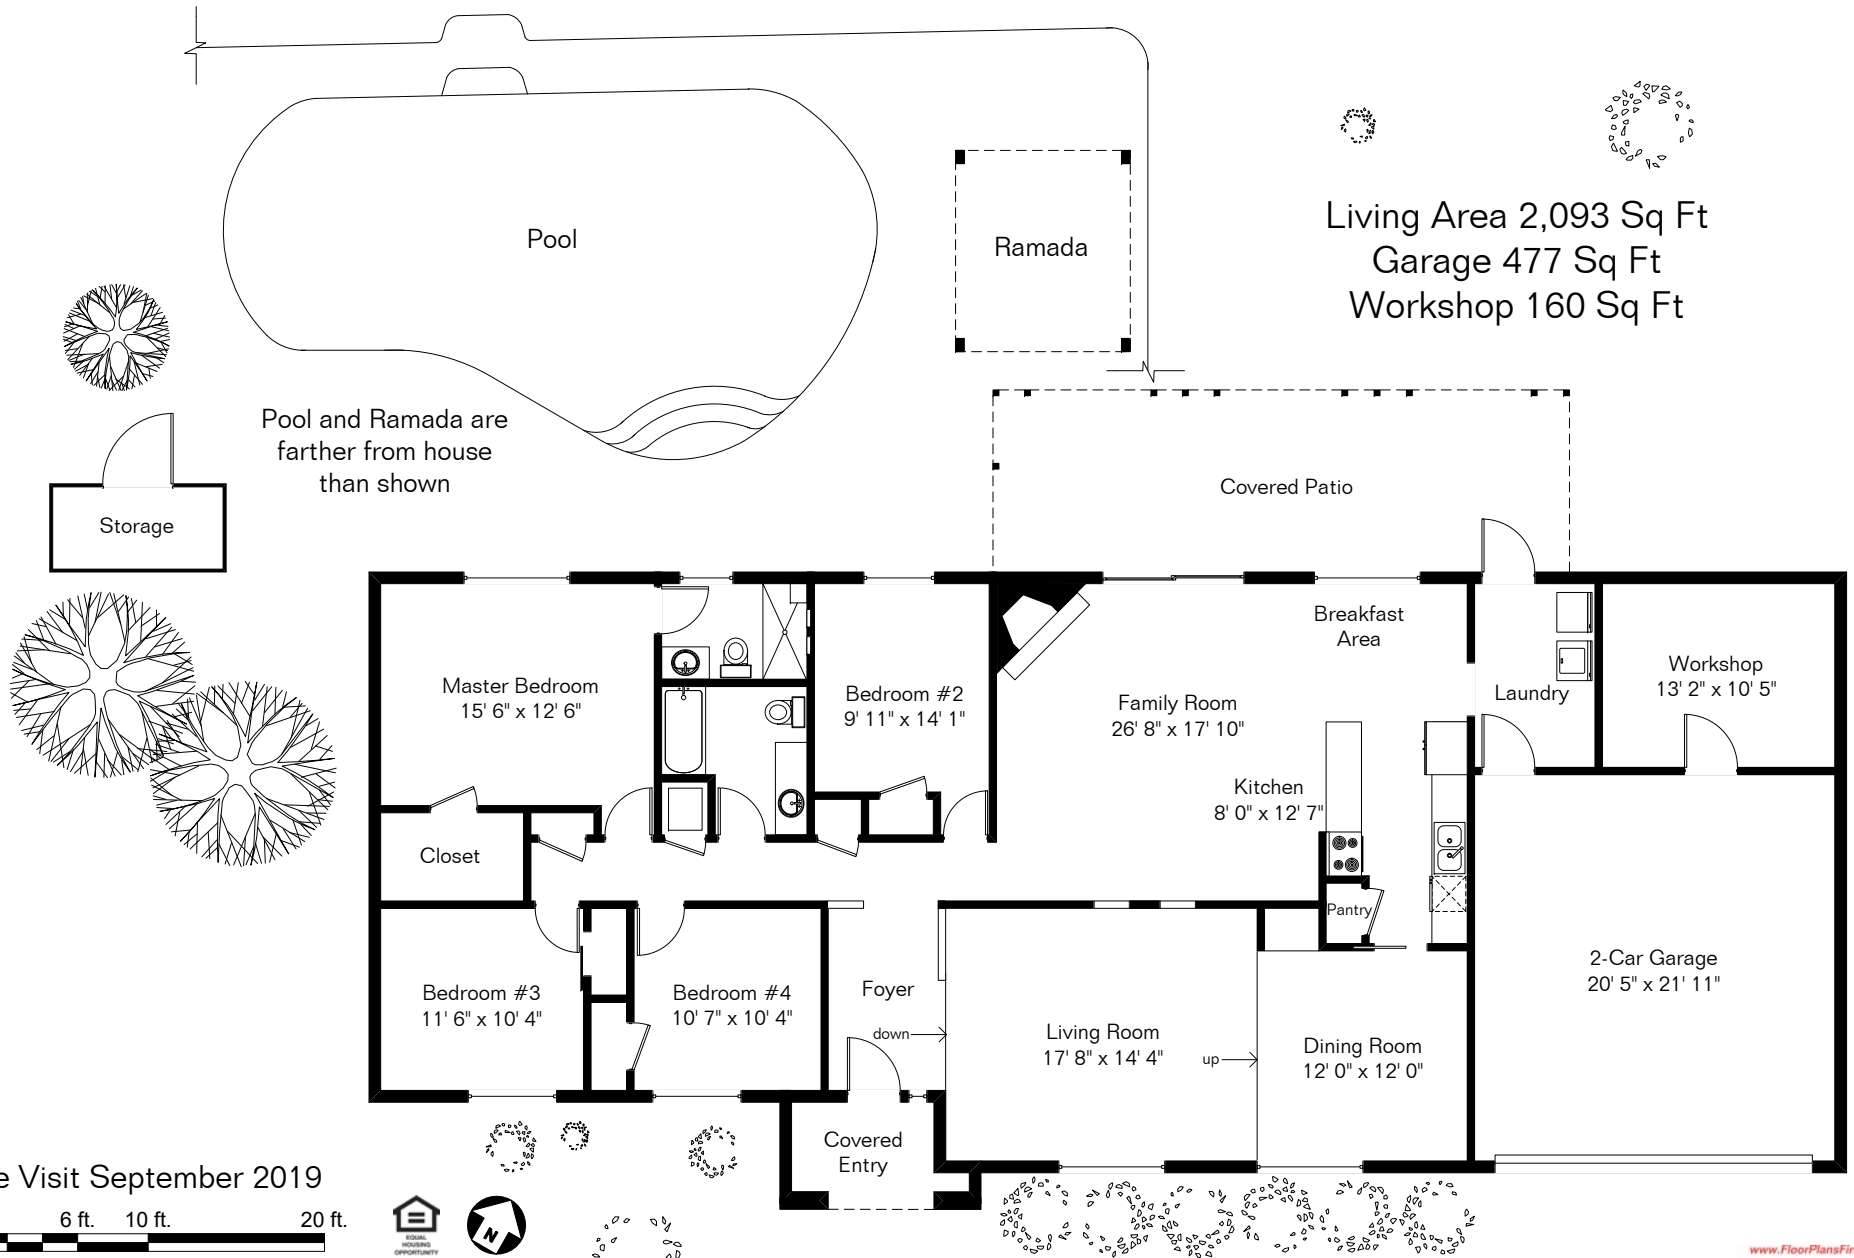 Pool
Ramada
Living Area 2,093 Sq Ft
Garage 477 Sq Ft
Workshop 160 Sq Ft
Pool and Ramada are
farther from house
than shown
Storage
Covered Patio
Breakfast
Area
Master Bedroom
15' 6" x 12' 6"
Bedroom #2
9' 11" x 14' 1"
Family Room
26' 8" x 17' 10"
Laundry
Workshop
13' 2" x 10' 5"
Kitchen
8' 0" x 12' 7"
Closet
Pantry
Bedroom #3
11' 6" x 10' 4"
Bedroom #4
10' 7" x 10' 4"
Foyer
down
Living Room
17' 8" x 14' 4"
up
Dining Room
12' 0" x 12' 0"
2-Car Garage
20' 5" x 21' 11"
Covered
Entry
e Visit September 2019
6 ft. 10 ft. 20 ft.
EQUAL
HOUSING
OPPORTUNITY
N
www.FloorPlansFir